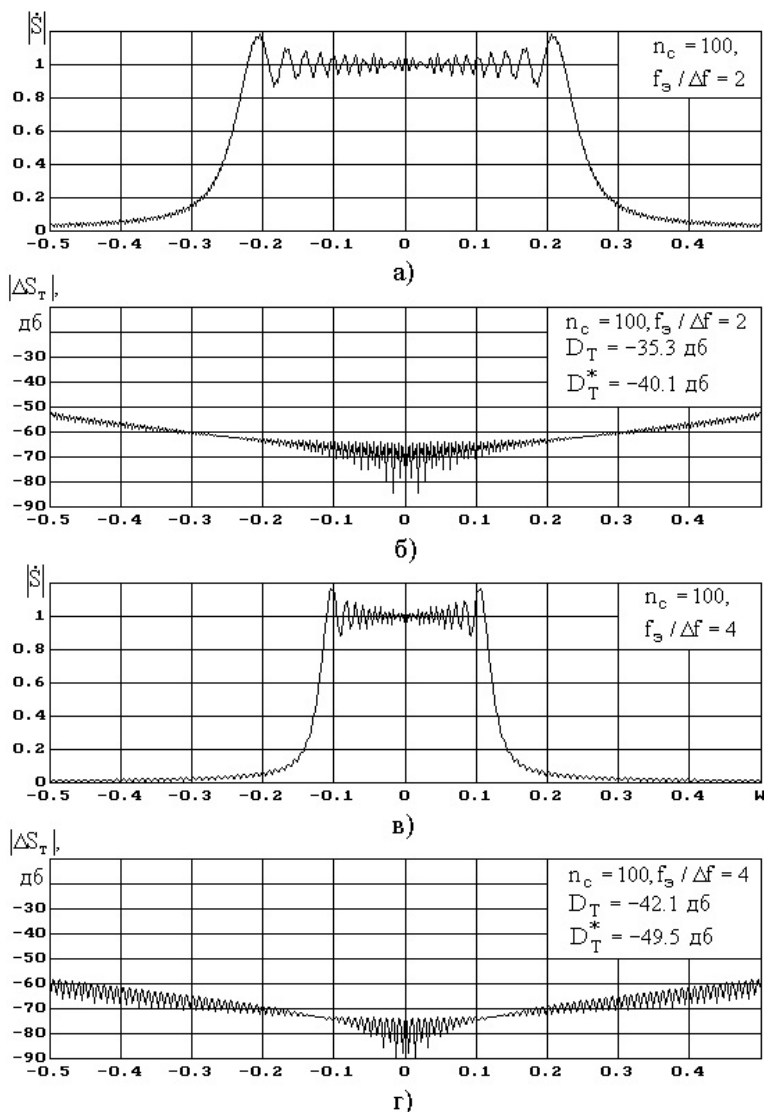 |Ṡ|
n_c = 100,
f_э / Δf = 2
1
0.8
0.6
0.4
0.2
0
-0.5 -0.4 -0.3 -0.2 -0.1 0 0.1 0.2 0.3 0.4
а)
|ΔS_т|,
дб
n_c = 100, f_э / Δf = 2
D_T = −35.3 дб
D*_T = −40.1 дб
-30
-40
-50
-60
-70
-80
-90
-0.5 -0.4 -0.3 -0.2 -0.1 0 0.1 0.2 0.3 0.4
б)
|Ṡ|
n_c = 100,
f_э / Δf = 4
1
0.8
0.6
0.4
0.2
0
-0.5 -0.4 -0.3 -0.2 -0.1 0 0.1 0.2 0.3 0.4 W
в)
|ΔS_т|,
дб
n_c = 100, f_э / Δf = 4
D_T = −42.1 дб
D*_T = −49.5 дб
-30
-40
-50
-60
-70
-80
-90
-0.5 -0.4 -0.3 -0.2 -0.1 0 0.1 0.2 0.3 0.4
г)